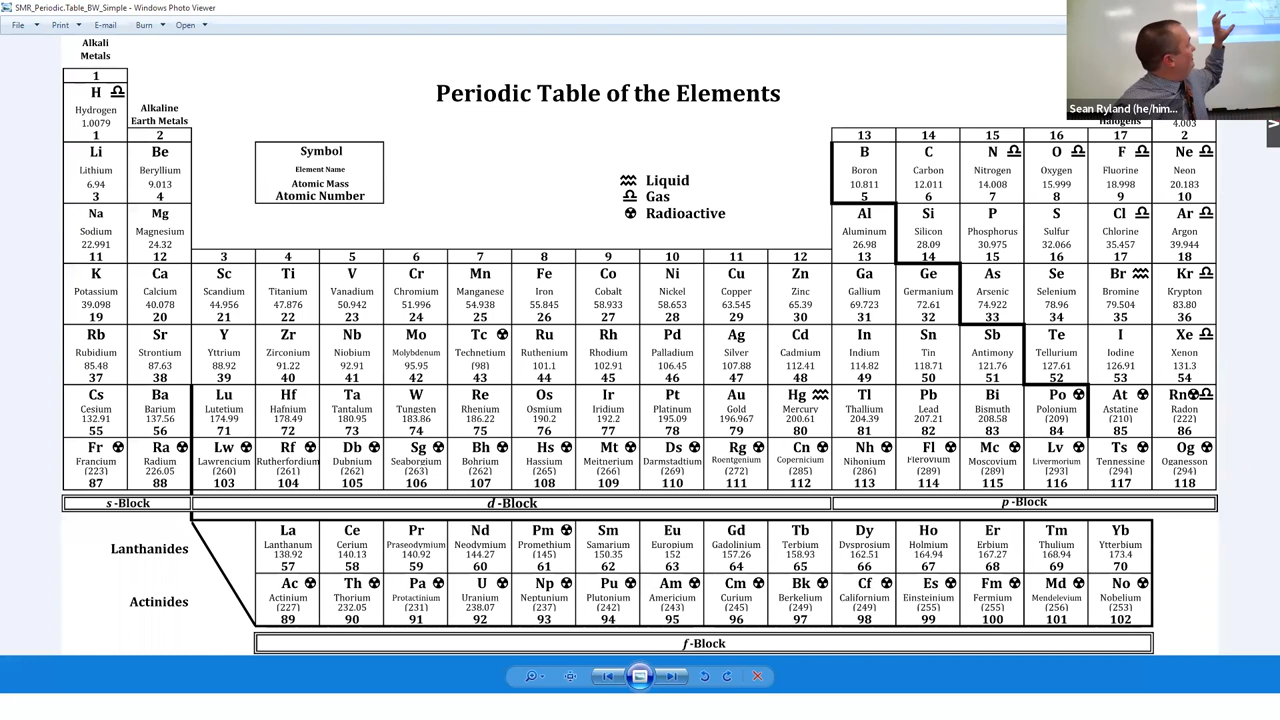 SMR_Periodic.Table_BW_Simple - Windows Photo Viewer
File Print E-mail Burn Open
Alkali
Metals
1
H
Hydrogen
1.0079
1
Alkaline
Earth Metals
2
Periodic Table of the Elements
Sean Ryland (he/him...
Halogens
4.003
2
Symbol
Element Name
Atomic Mass
Atomic Number
Liquid
Gas
Radioactive
13 14 15 16 17
Li Be B C N O F Ne
Lithium Beryllium Boron Carbon Nitrogen Oxygen Fluorine Neon
6.94 9.013 10.811 12.011 14.008 15.999 18.998 20.183
3 4 5 6 7 8 9 10
Na Mg Al Si P S Cl Ar
Sodium Magnesium Aluminum Silicon Phosphorus Sulfur Chlorine Argon
22.991 24.32 26.98 28.09 30.975 32.066 35.457 39.944
11 12 13 14 15 16 17 18
3 4 5 6 7 8 9 10 11 12
K Ca Sc Ti V Cr Mn Fe Co Ni Cu Zn Ga Ge As Se Br Kr
Potassium Calcium Scandium Titanium Vanadium Chromium Manganese Iron Cobalt Nickel Copper Zinc Gallium Germanium Arsenic Selenium Bromine Krypton
39.098 40.078 44.956 47.876 50.942 51.996 54.938 55.845 58.933 58.653 63.545 65.39 69.723 72.61 74.922 78.96 79.504 83.80
19 20 21 22 23 24 25 26 27 28 29 30 31 32 33 34 35 36
Rb Sr Y Zr Nb Mo Tc Ru Rh Pd Ag Cd In Sn Sb Te I Xe
Rubidium Strontium Yttrium Zirconium Niobium Molybdenum Technetium Ruthenium Rhodium Palladium Silver Cadmium Indium Tin Antimony Tellurium Iodine Xenon
85.48 87.63 88.92 91.22 92.91 95.95 (98) 101.1 102.91 106.45 107.88 112.41 114.82 118.71 121.76 127.61 126.91 131.3
37 38 39 40 41 42 43 44 45 46 47 48 49 50 51 52 53 54
Cs Ba Lu Hf Ta W Re Os Ir Pt Au Hg Tl Pb Bi Po At Rn
Cesium Barium Lutetium Hafnium Tantalum Tungsten Rhenium Osmium Iridium Platinum Gold Mercury Thallium Lead Bismuth Polonium Astatine Radon
132.91 137.56 174.99 178.49 180.95 183.86 186.22 190.2 192.2 195.09 196.967 200.61 204.39 207.21 208.58 (209) (210) (222)
55 56 71 72 73 74 75 76 77 78 79 80 81 82 83 84 85 86
Fr Ra Lw Rf Db Sg Bh Hs Mt Ds Rg Cn Nh Fl Mc Lv Ts Og
Francium Radium Lawrencium Rutherfordium Dubnium Seaborgium Bohrium Hassium Meitnerium Darmstadtium Roentgenium Copernicium Nihonium Flerovium Moscovium Livermorium Tennessine Oganesson
(223) 226.05 (262) (261) (260) (263) (262) (265) (266) (269) (272) (285) (286) (289) (289) (293) (294) (294)
87 88 103 104 105 106 107 108 109 110 111 112 113 114 115 116 117 118
s-Block d-Block p-Block
Lanthanides
La Ce Pr Nd Pm Sm Eu Gd Tb Dy Ho Er Tm Yb
Lanthanum Cerium Praseodymium Neodymium Promethium Samarium Europium Gadolinium Terbium Dysprosium Holmium Erbium Thulium Ytterbium
138.92 140.13 140.92 144.27 (145) 150.35 152 157.26 158.93 162.51 164.94 167.27 168.94 173.4
57 58 59 60 61 62 63 64 65 66 67 68 69 70
Actinides
Ac Th Pa U Np Pu Am Cm Bk Cf Es Fm Md No
Actinium Thorium Protactinium Uranium Neptunium Plutonium Americium Curium Berkelium Californium Einsteinium Fermium Mendelevium Nobelium
(227) 232.05 (231) 238.07 (237) (242) (243) (245) (249) (249) (255) (255) (256) (253)
89 90 91 92 93 94 95 96 97 98 99 100 101 102
f-Block